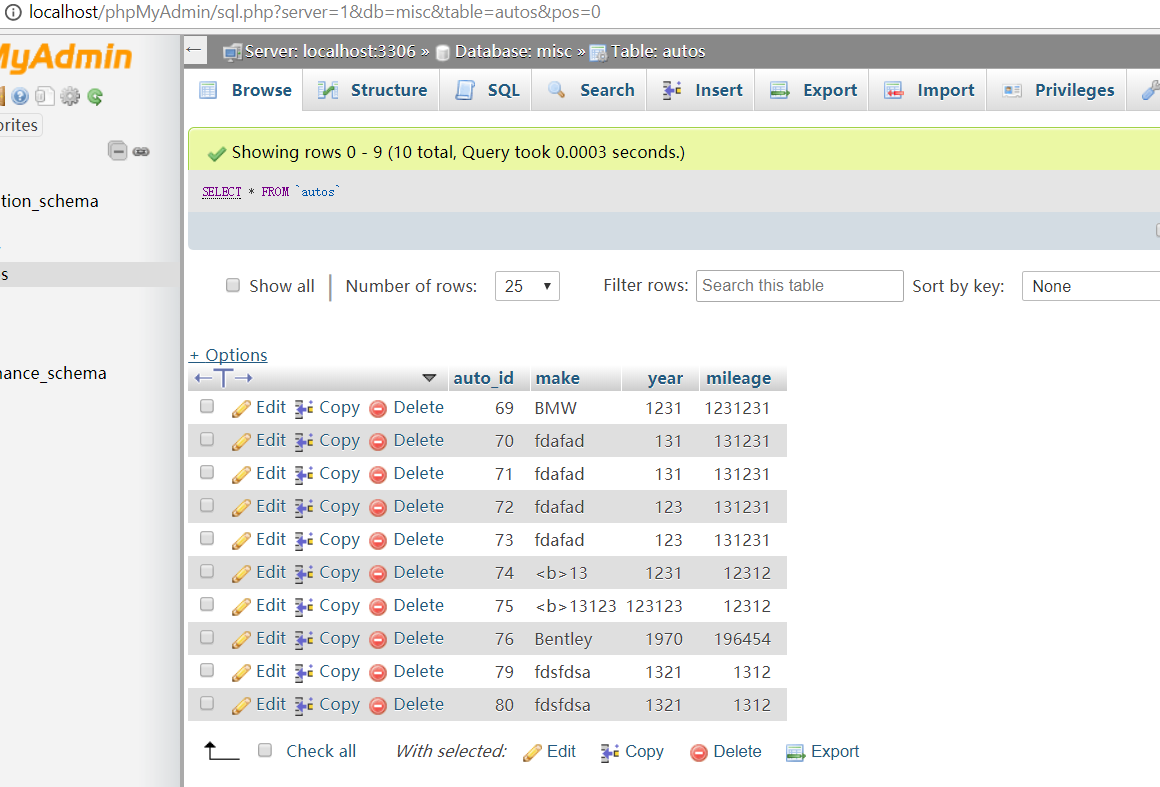 localhost/phpMyAdmin/sql.php?server=1&db=misc&table=autos&pos=0
MyAdmin
Server: localhost:3306 » Database: misc » Table: autos
Browse Structure SQL Search Insert Export Import Privileges
orites
Showing rows 0 - 9 (10 total, Query took 0.0003 seconds.)
SELECT * FROM `autos`
tion_schema
s
Show all Number of rows: 25 Filter rows: Search this table Sort by key: None
+ Options
nance_schema
←T→ auto_id make year mileage
Edit Copy Delete 69 BMW 1231 1231231
Edit Copy Delete 70 fdafad 131 131231
Edit Copy Delete 71 fdafad 131 131231
Edit Copy Delete 72 fdafad 123 131231
Edit Copy Delete 73 fdafad 123 131231
Edit Copy Delete 74 <b>13 1231 12312
Edit Copy Delete 75 <b>13123 123123 12312
Edit Copy Delete 76 Bentley 1970 196454
Edit Copy Delete 79 fdsfdsa 1321 1312
Edit Copy Delete 80 fdsfdsa 1321 1312
Check all With selected: Edit Copy Delete Export